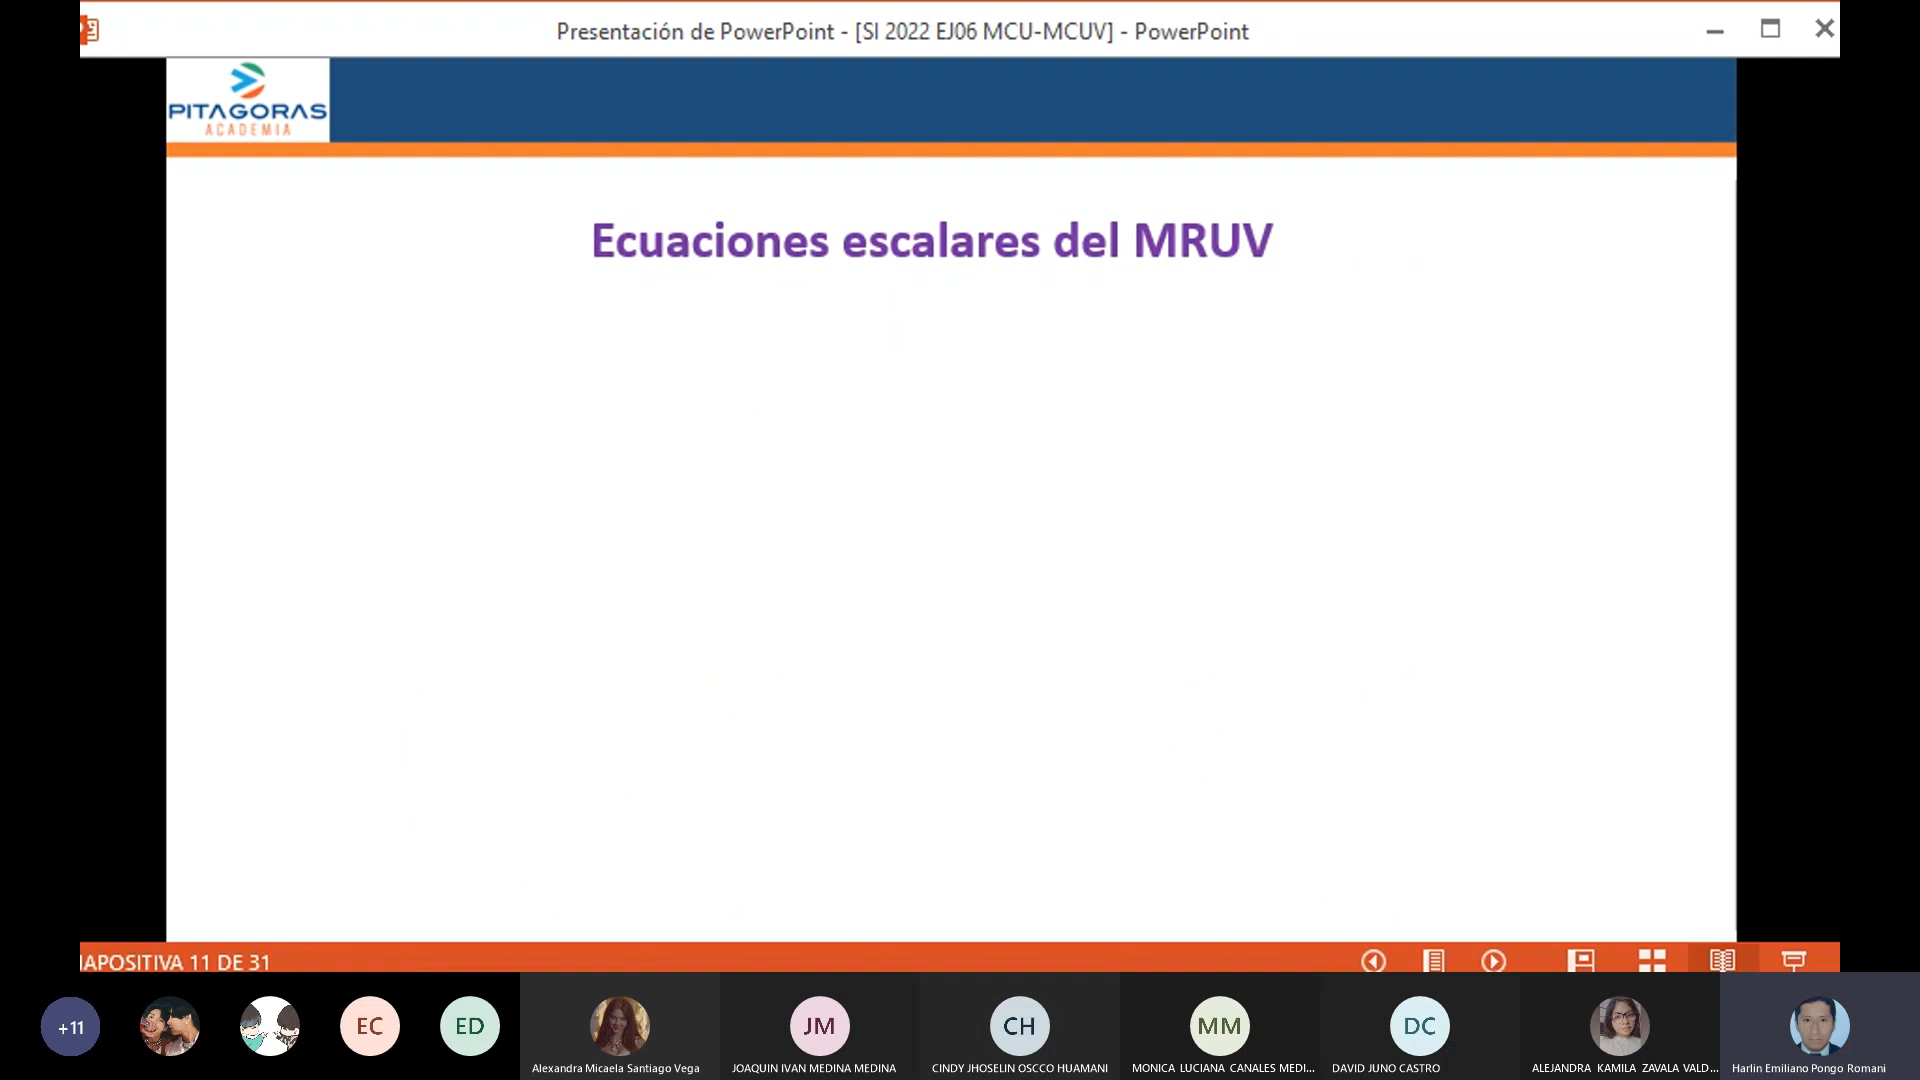 Presentación de PowerPoint - [SI 2022 EJ06 MCU-MCUV] - PowerPoint
PITAGORAS
ACADEMIA
Ecuaciones escalares del MRUV
IAPOSITIVA 11 DE 31
+11
EC
ED
JM
CH
MM
DC
Alexandra Micaela Santiago Vega
JOAQUIN IVAN MEDINA MEDINA
CINDY JHOSELIN OSCCO HUAMANI
MONICA LUCIANA CANALES MEDI...
DAVID JUNO CASTRO
ALEJANDRA KAMILA ZAVALA VALD...
Harlin Emiliano Pongo Romani